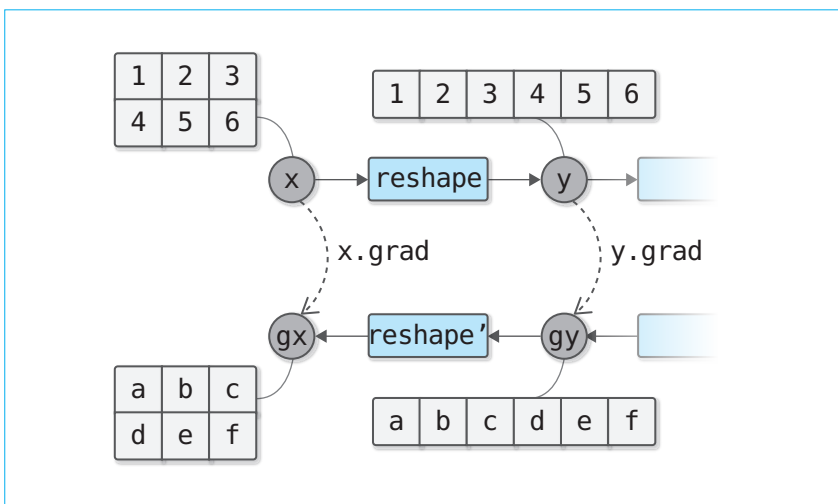 1 2 3
4 5 6
1 2 3 4 5 6
x
reshape
y
x.grad
y.grad
gx
reshape’
gy
a b c
d e f
a b c d e f